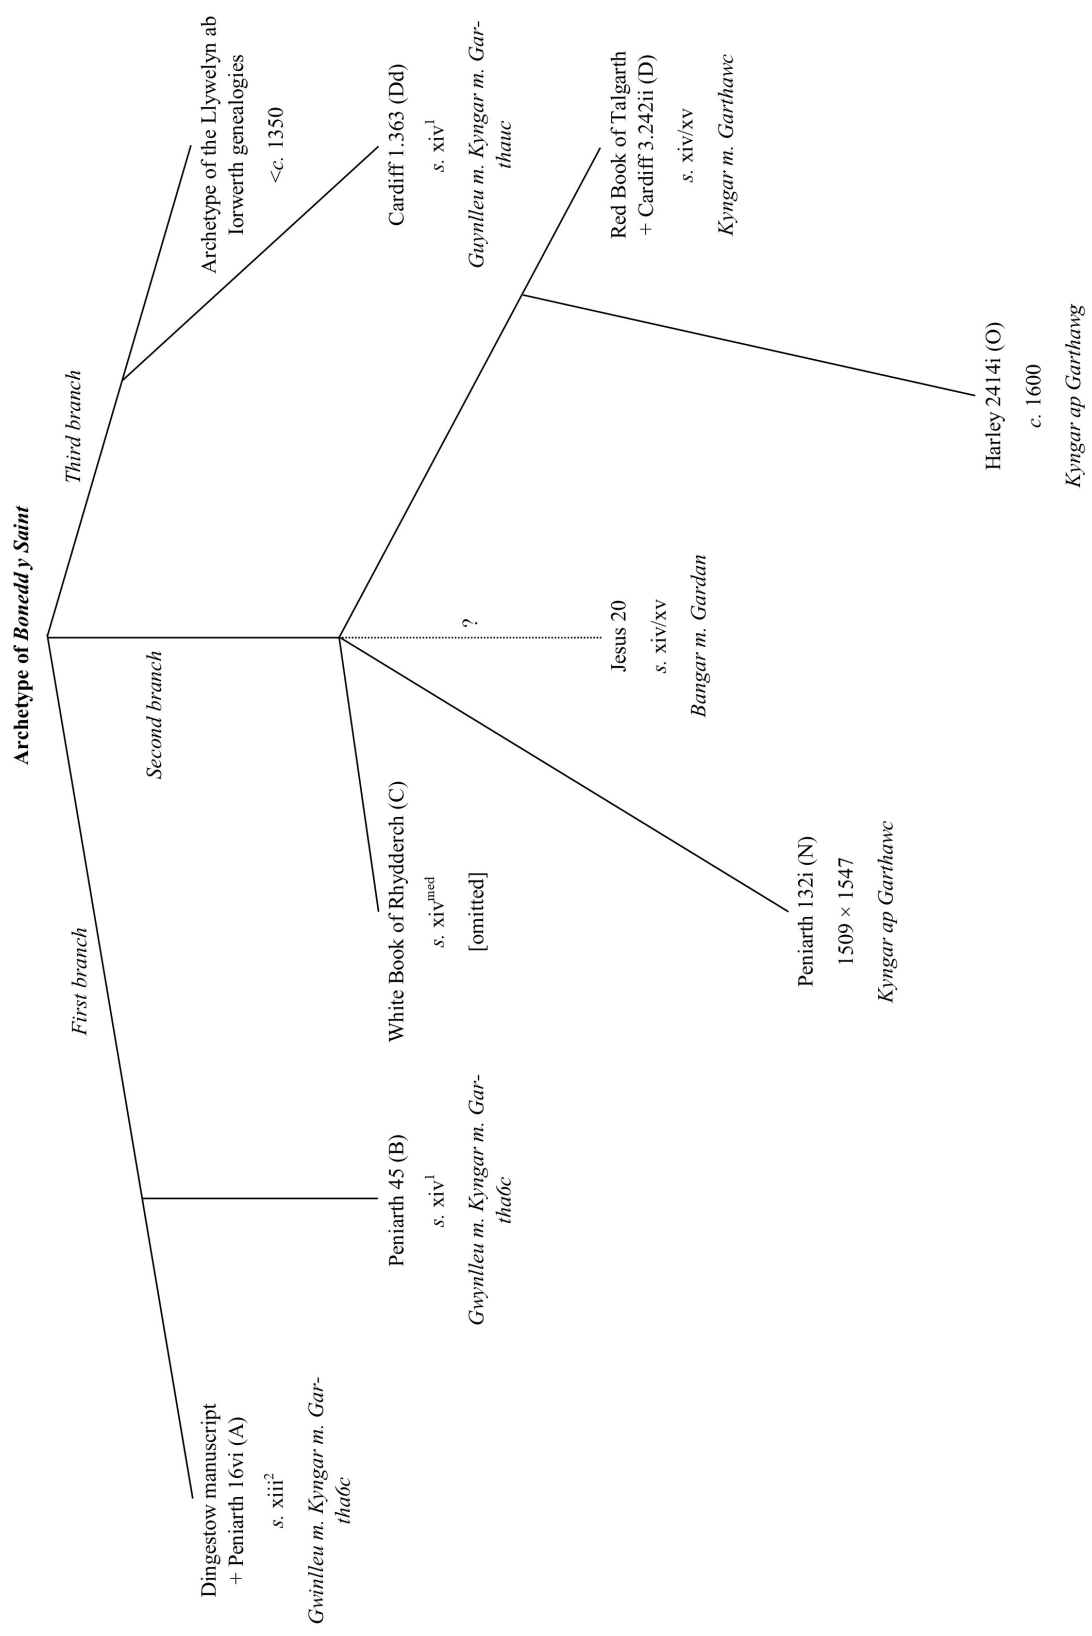 Archetype of Bonedd y Saint
First branch
Second branch
Third branch
Dingestow manuscript
+ Peniarth 16vi (A)
s. xiii²
Gwinlleu m. Kyngar m. Gar-
thaỽc
Peniarth 45 (B)
s. xiv¹
Gwynlleu m. Kyngar m. Gar-
thaỽc
White Book of Rhydderch (C)
s. xivᵐᵉᵈ
[omitted]
Peniarth 132i (N)
1509 × 1547
Kyngar ap Garthawc
?
Jesus 20
s. xiv/xv
Bangar m. Gardan
Harley 2414i (O)
c. 1600
Kyngar ap Garthawg
Red Book of Talgarth
+ Cardiff 3.242ii (D)
s. xiv/xv
Kyngar m. Garthawc
Cardiff 1.363 (Dd)
s. xiv¹
Guynlleu m. Kyngar m. Gar-
thauc
Archetype of the Llywelyn ab
Iorwerth genealogies
<c. 1350